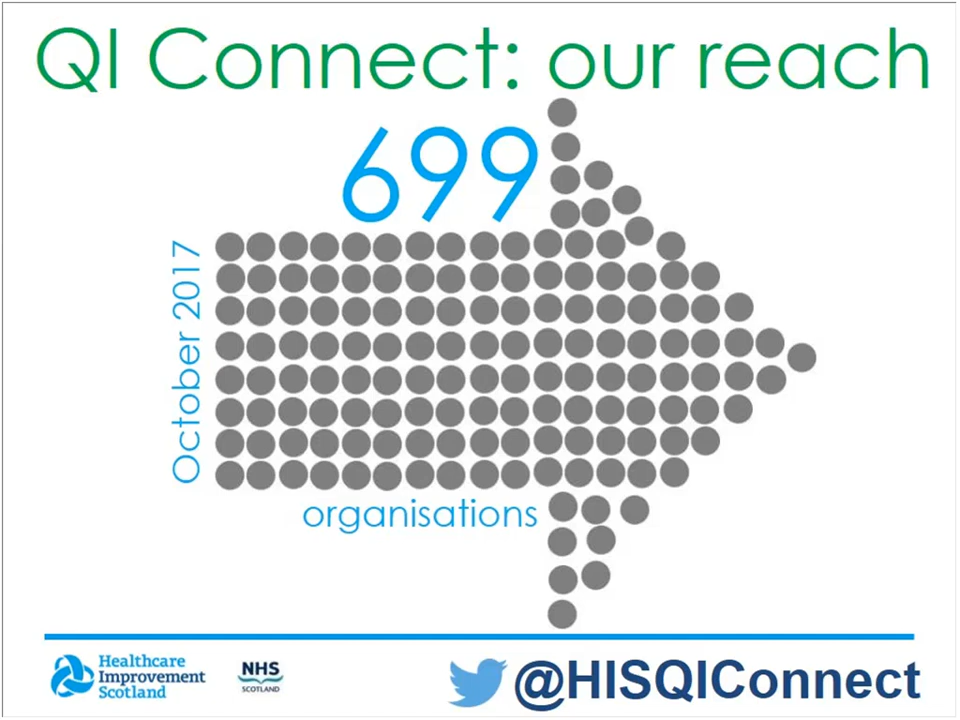 QI Connect: our reach
699
October 2017
organisations
Healthcare
Improvement
Scotland
NHS
SCOTLAND
@HISQIConnect